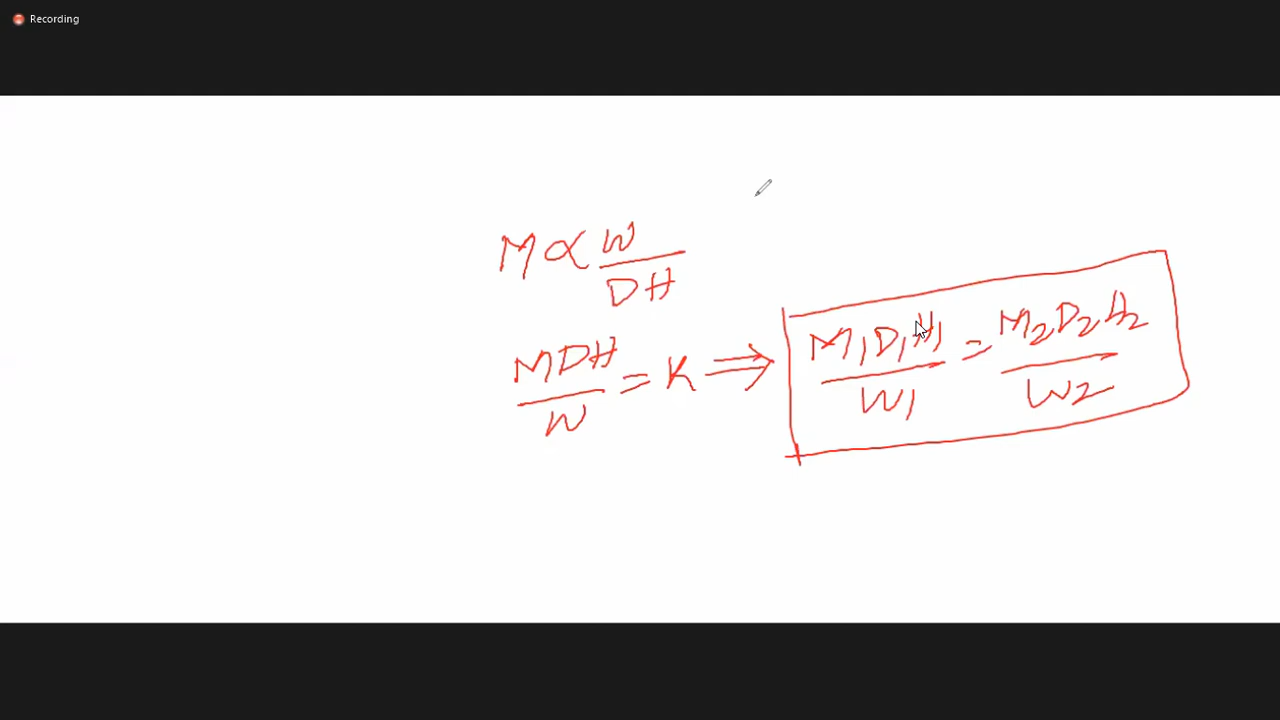 Recording
M ∝ W/DH
MDH/W = K ⇒ M1D1H1/W1 = M2D2H2/W2